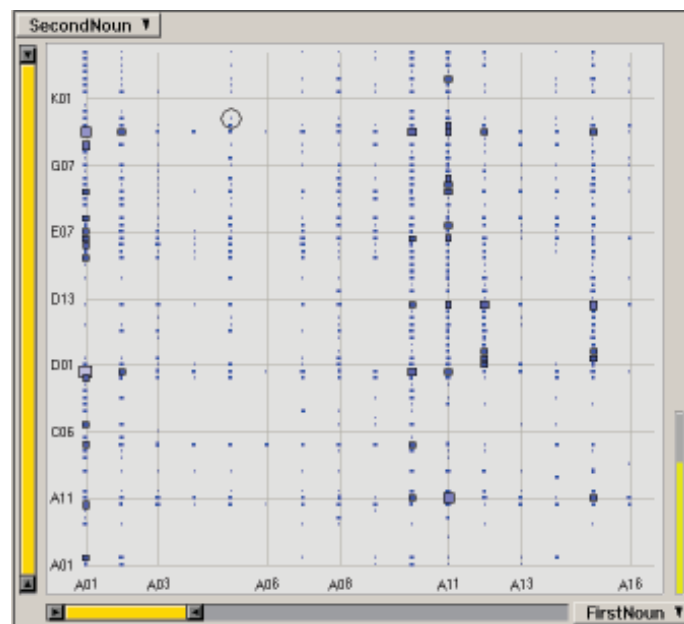 SecondNoun
K01
G07
E07
D13
D01
C06
A11
A01
A01 A03 A06 A08 A11 A13 A16
FirstNoun